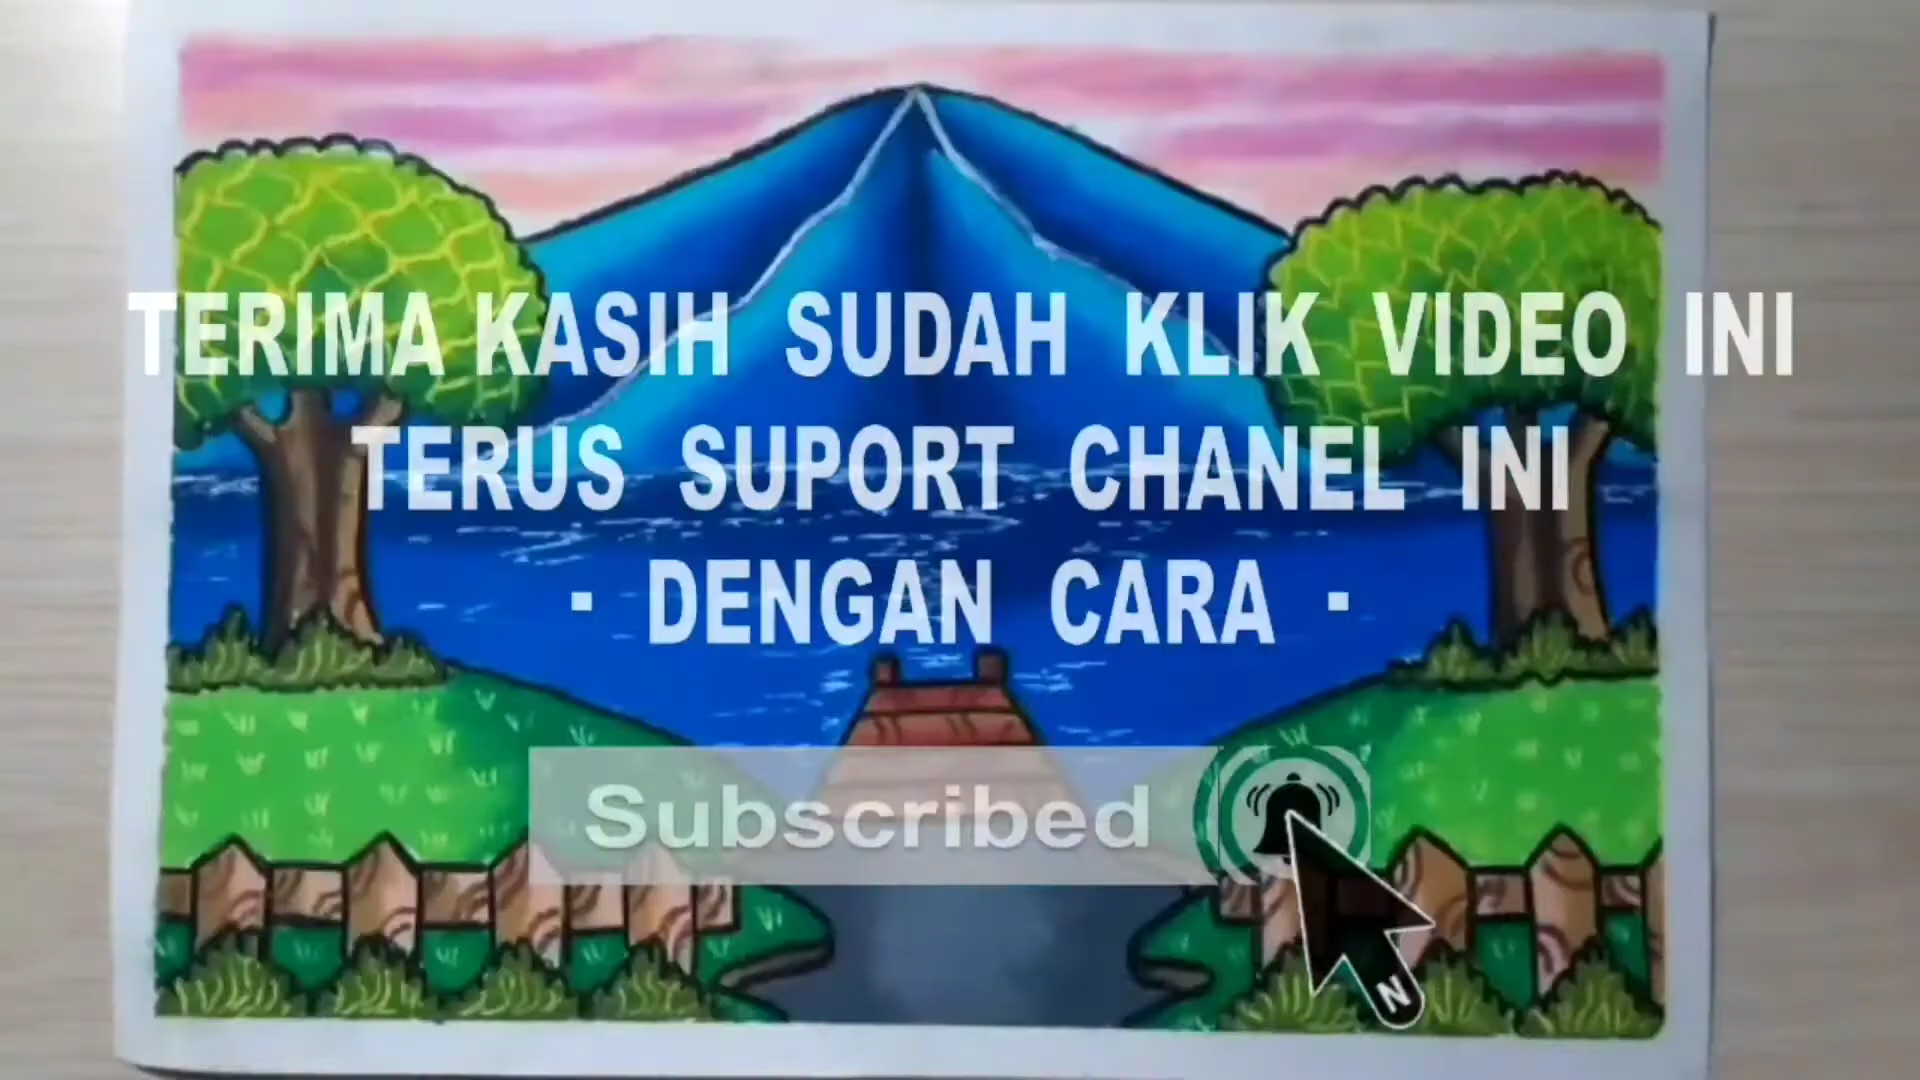 TERIMA KASIH SUDAH KLIK VIDEO INI
TERUS SUPORT CHANEL INI
- DENGAN CARA -
Subscribed
N